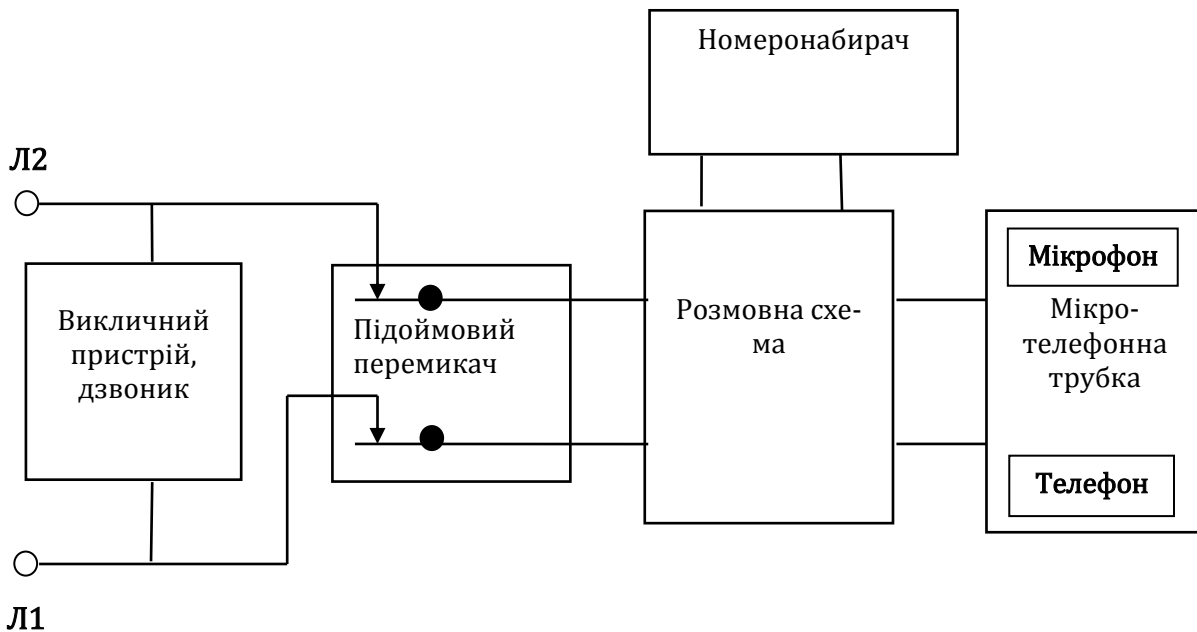 Номеронабирач
Л2
Викличний
пристрій,
дзвоник
Підоймовий
перемикач
Розмовна схе-
ма
Мікрофон
Мікро-
телефонна
трубка
Телефон
Л1